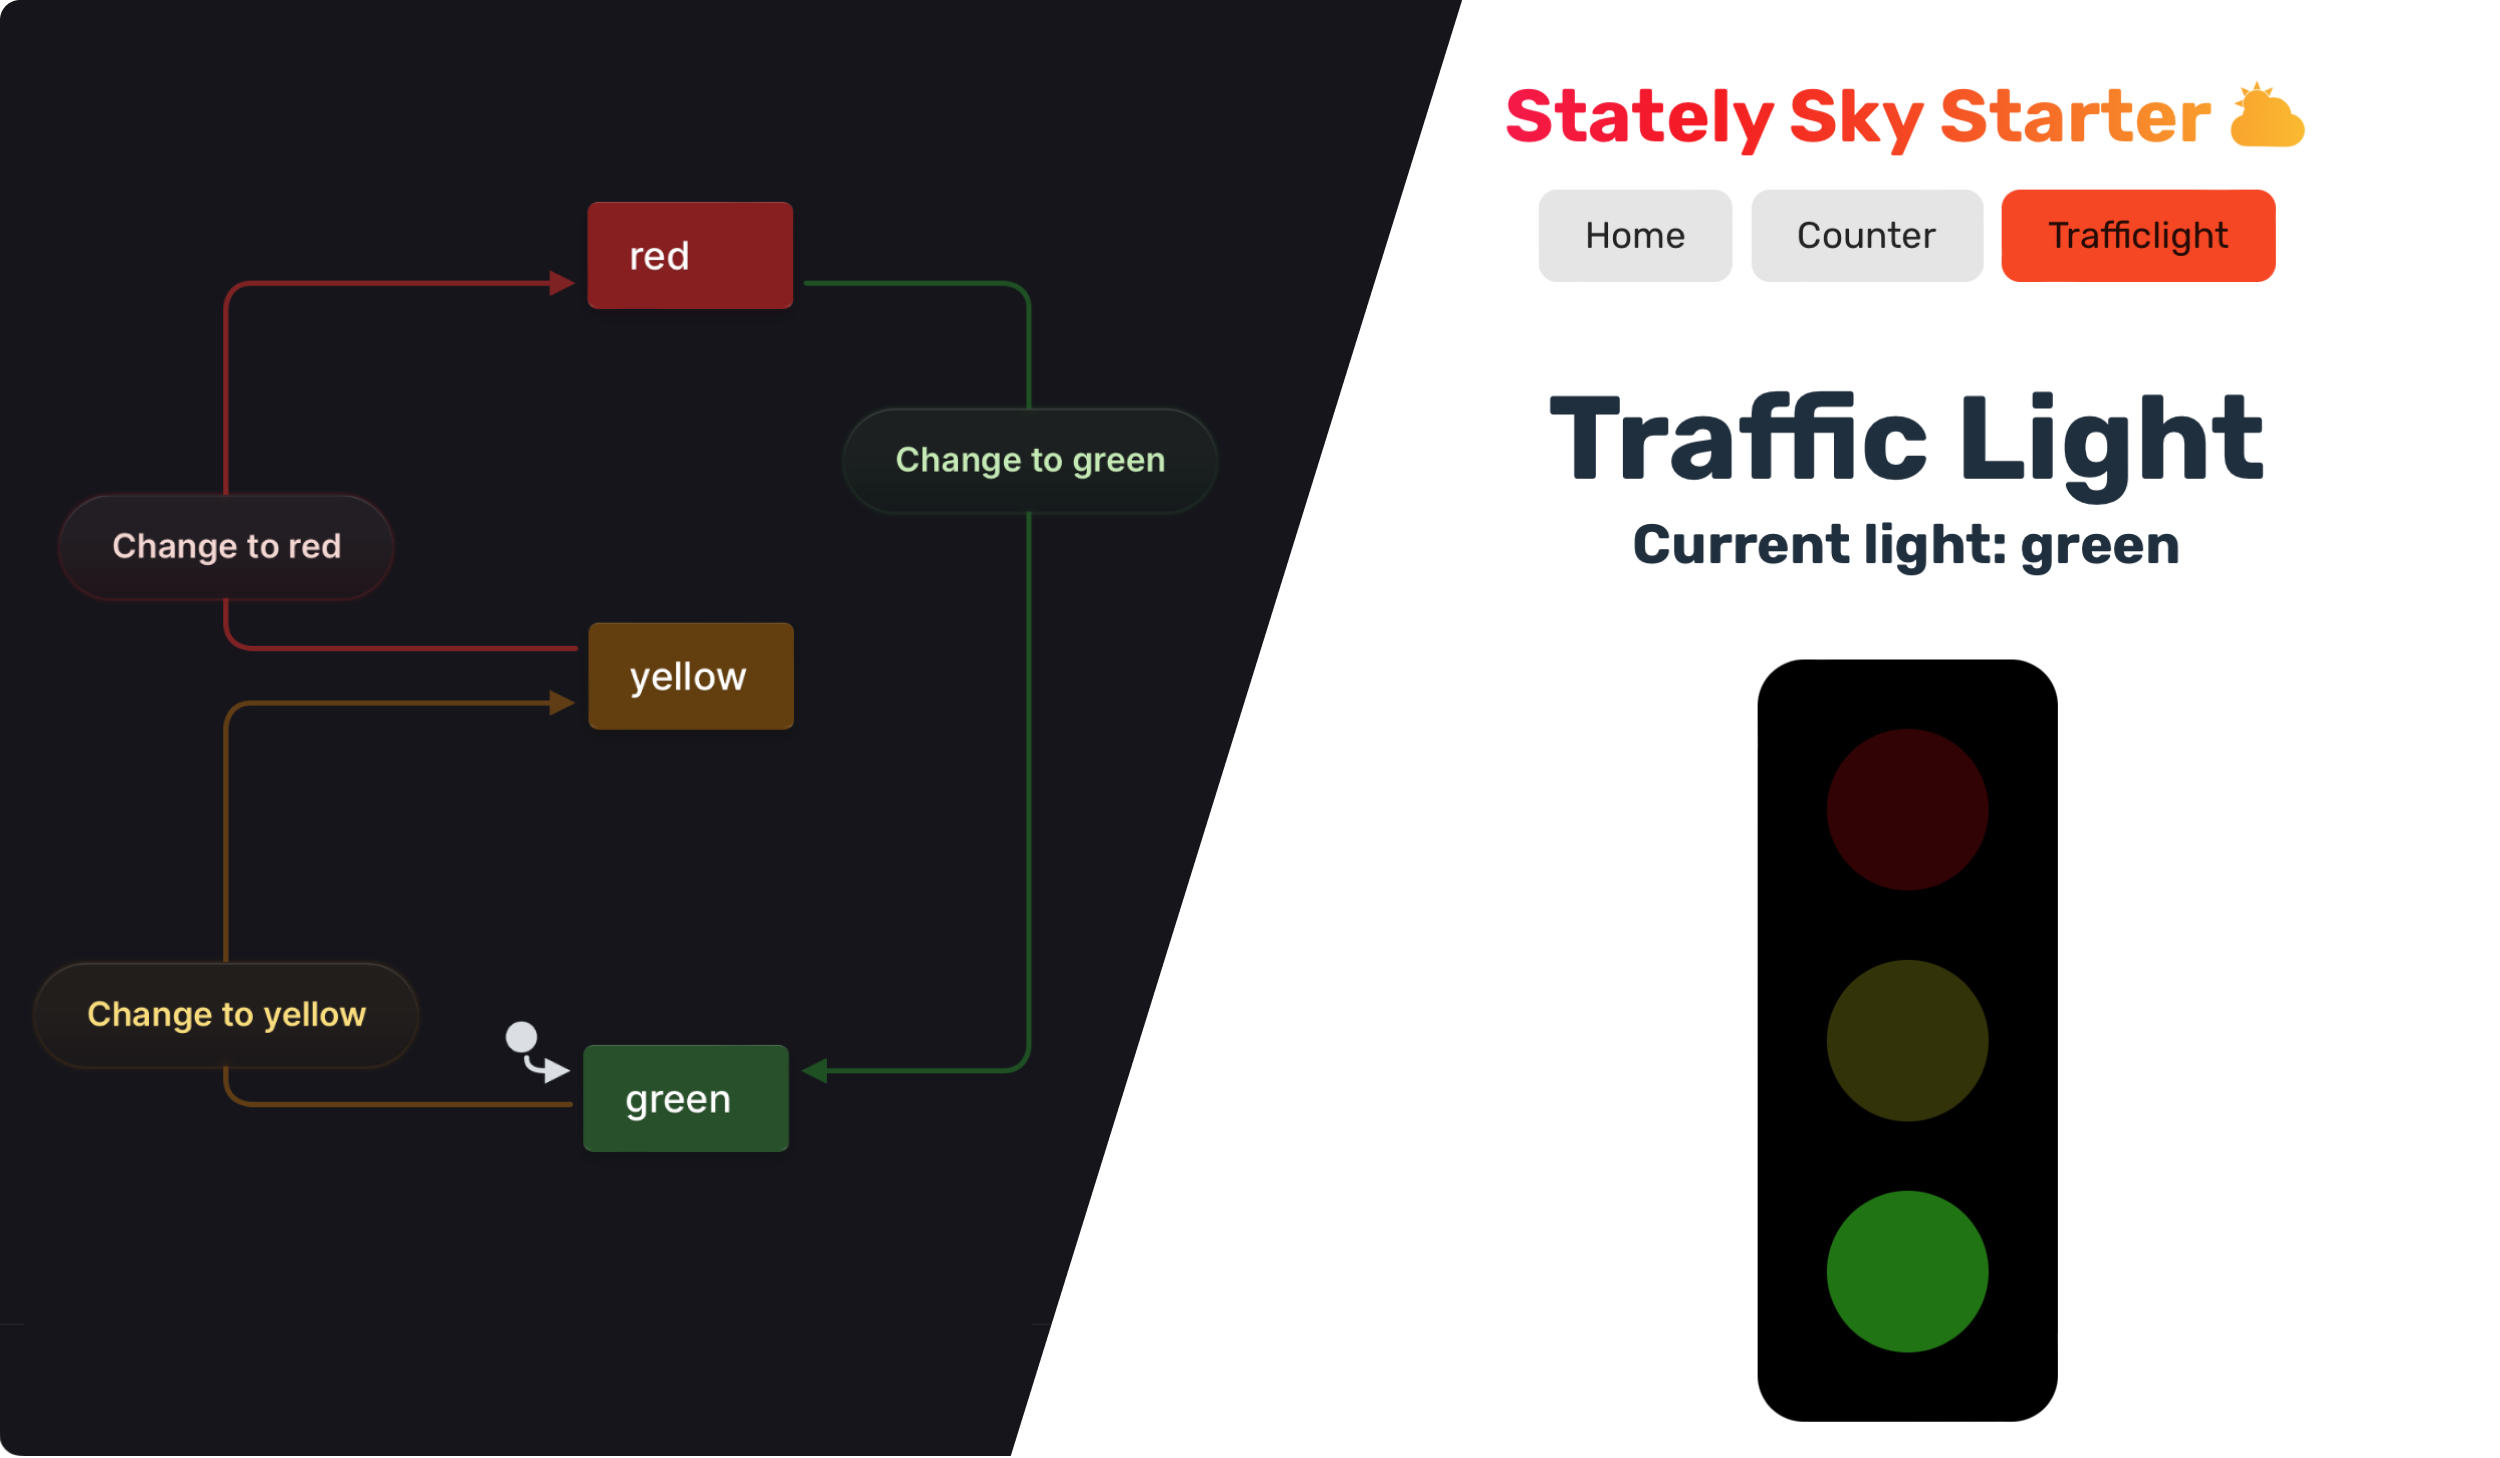 red
Change to green
Change to red
yellow
Change to yellow
green
Stately Sky Starter
Home
Counter
Trafficlight
Traffic Light
Current light: green